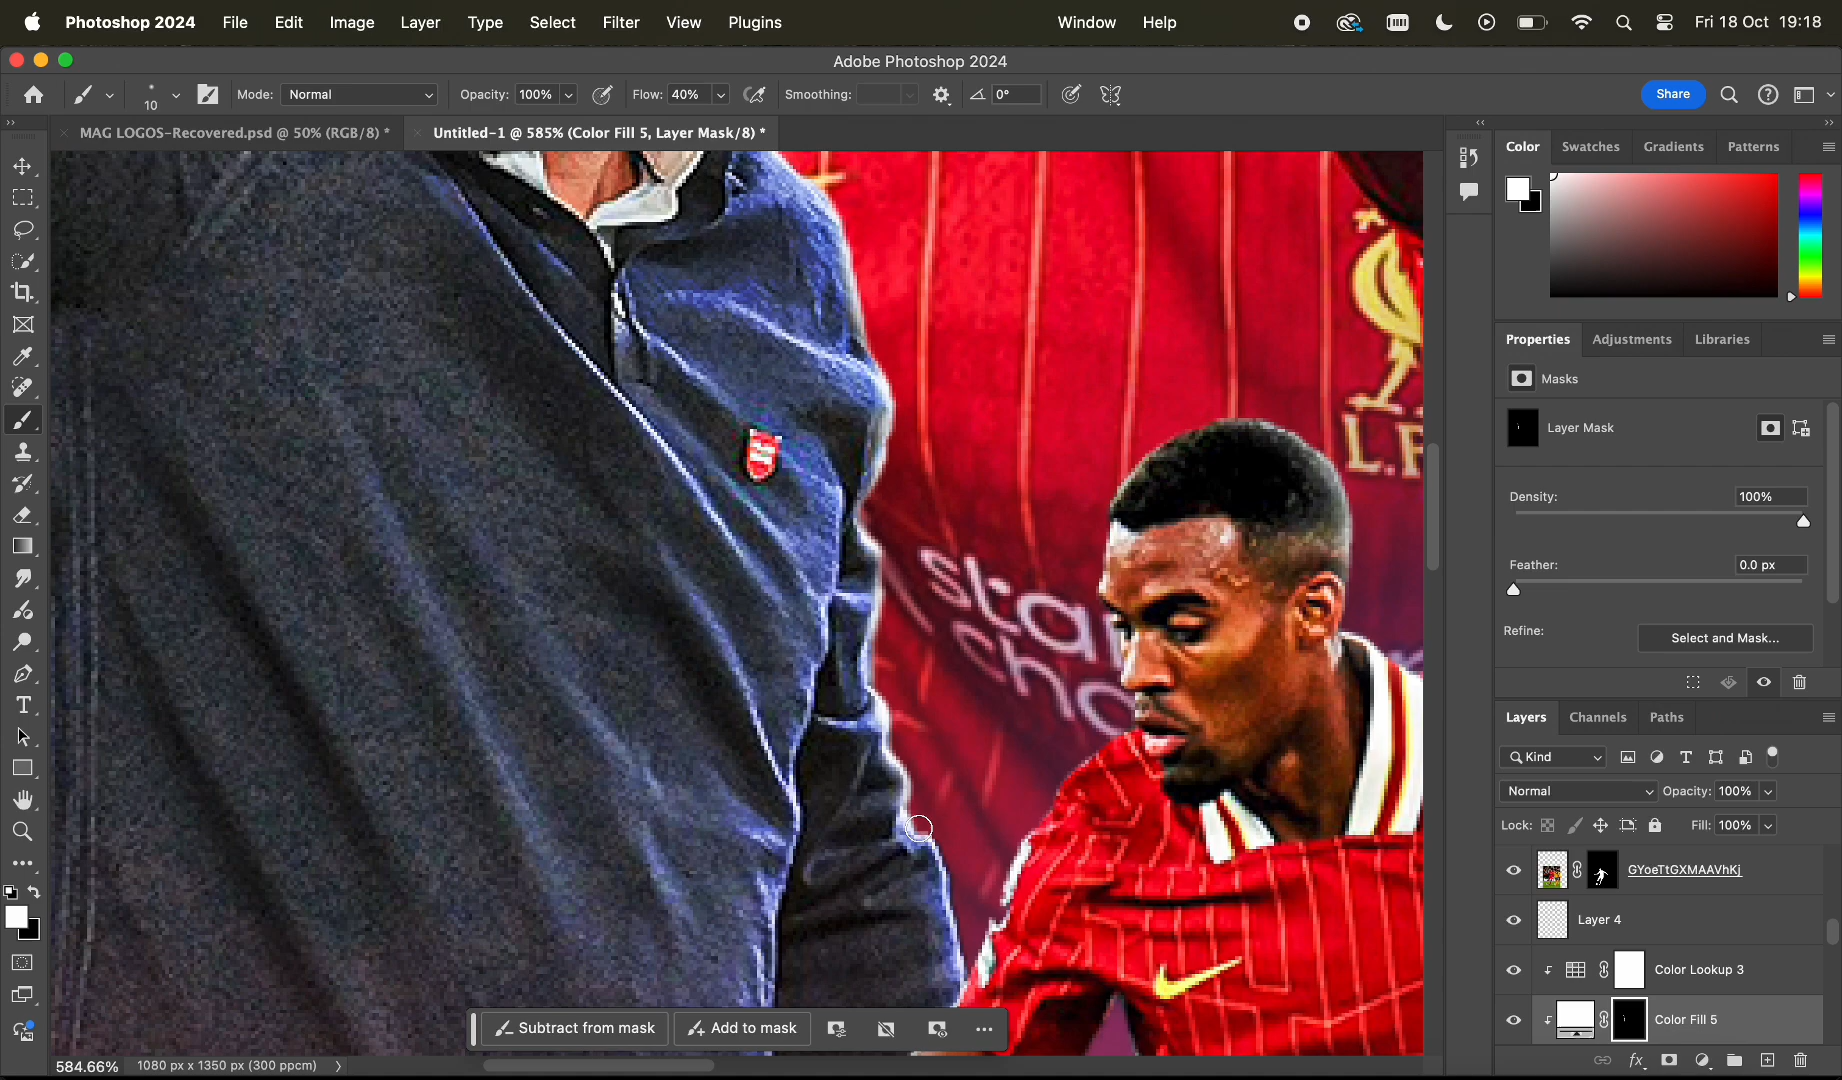 Photoshop 2024 File Edit Image Layer Type Select Filter View Plugins Window Help Fri 18 Oct 19:18
Adobe Photoshop 2024
10 Mode: Normal Opacity: 100% Flow: 40% Smoothing: 0° Share
MAG LOGOS-Recovered.psd @ 50% (RGB/8) * Untitled-1 @ 585% (Color Fill 5, Layer Mask/8) *
Color Swatches Gradients Patterns
Properties Adjustments Libraries
Masks
Layer Mask
Density: 100%
Feather: 0.0 px
Refine: Select and Mask...
Layers Channels Paths
Kind
Normal Opacity: 100%
Lock: Fill: 100%
GYoeTtGXMAAVhKj
Layer 4
Color Lookup 3
Color Fill 5
L.F
sta
cha
Subtract from mask Add to mask
584.66% 1080 px x 1350 px (300 ppcm)